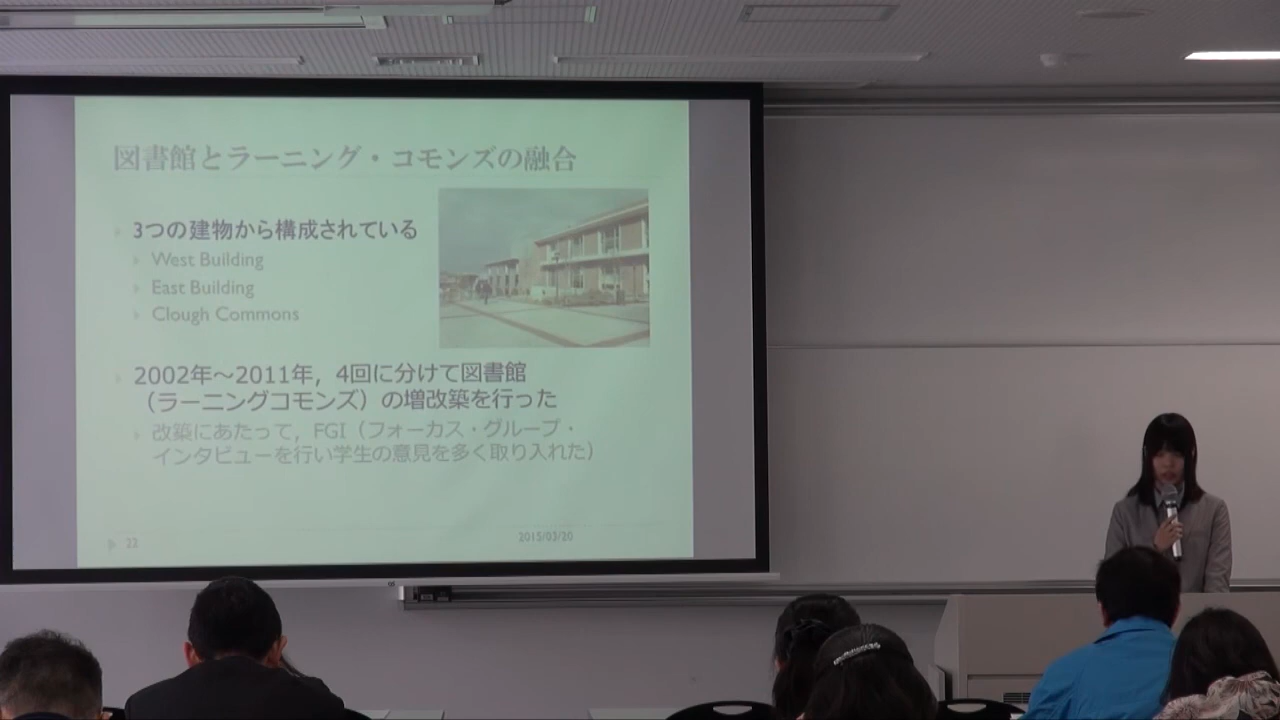 図書館とラーニング・コモンズの融合
3つの建物から構成されている
West Building
East Building
Clough Commons
2002年～2011年，4回に分けて図書館
（ラーニングコモンズ）の増改築を行った
改築にあたって，FGI（フォーカス・グループ・
インタビューを行い学生の意見を多く取り入れた）
22
2015/03/20